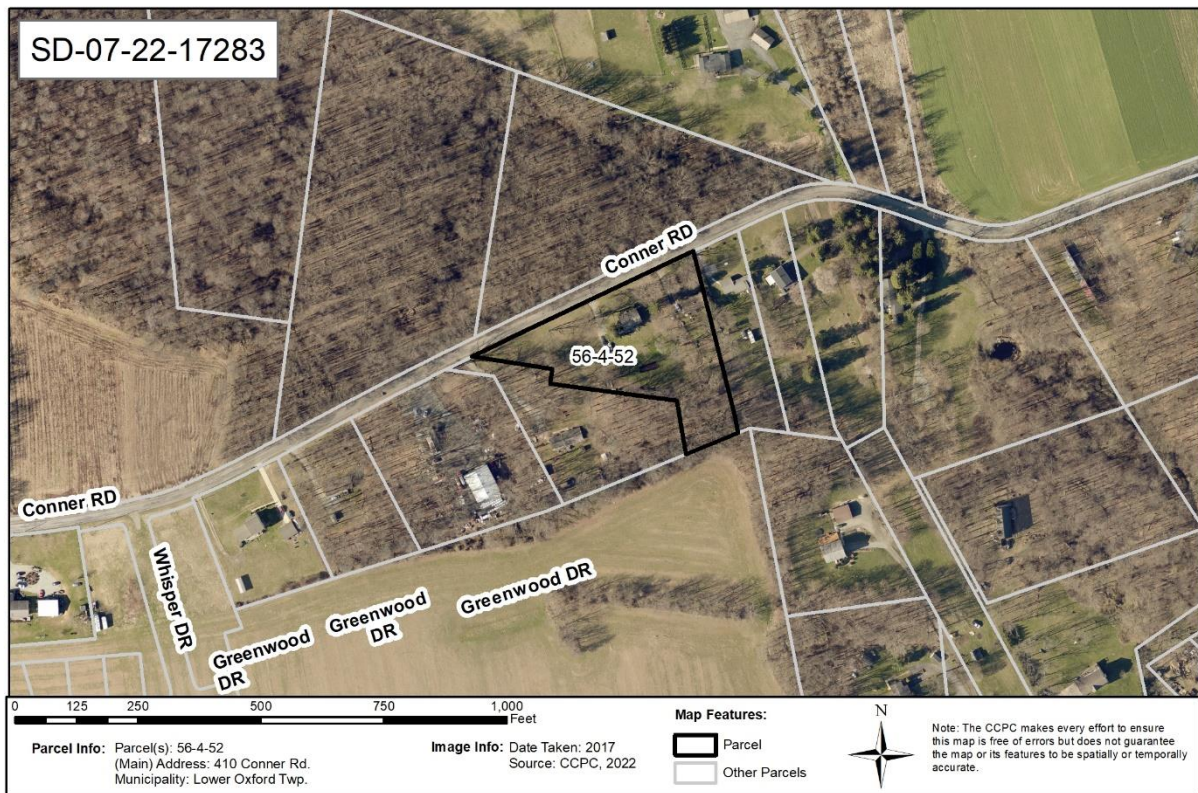 SD-07-22-17283
Conner RD
56-4-52
Conner RD
Whisper DR
Greenwood DR
Greenwood
DR
Greenwood
DR
0 125 250 500 750 1,000
Feet
Parcel Info: Parcel(s): 56-4-52
(Main) Address: 410 Conner Rd.
Municipality: Lower Oxford Twp.
Image Info: Date Taken: 2017
Source: CCPC, 2022
Map Features:
Parcel
Other Parcels
N
Note: The CCPC makes every effort to ensure
this map is free of errors but does not guarantee
the map or its features to be spatially or temporally
accurate.